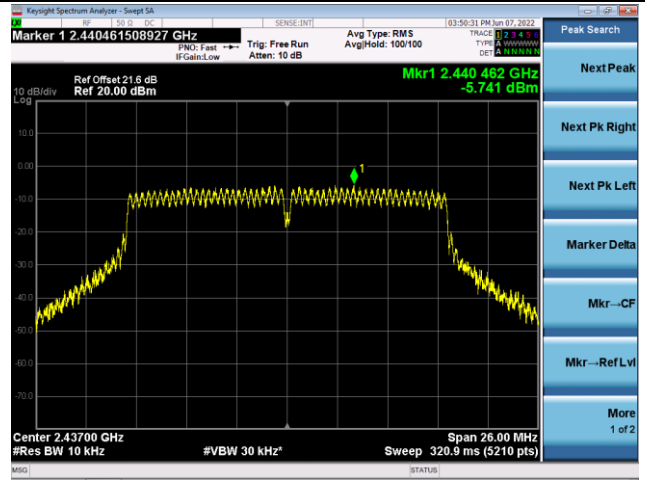 Keysight Spectrum Analyzer - Swept SA
RF 50 Ω DC SENSE:INT 03:50:31 PM Jun 07, 2022
Marker 1 2.440461508927 GHz
PNO: Fast Trig: Free Run
IFGain:Low Atten: 10 dB
Avg Type: RMS
Avg|Hold: 100/100
TRACE 1 2 3 4 5 6
TYPE A WWWWW
DET A N N N N N
Peak Search
Next Peak
Next Pk Right
Next Pk Left
Marker Delta
Mkr→CF
Mkr→Ref Lvl
More
1 of 2
Mkr1 2.440 462 GHz
-5.741 dBm
Ref Offset 21.6 dB
10 dB/div Ref 20.00 dBm
Log
10.0
0.00
-10.0
-20.0
-30.0
-40.0
-50.0
-60.0
-70.0
1
Center 2.43700 GHz Span 26.00 MHz
#Res BW 10 kHz #VBW 30 kHz* Sweep 320.9 ms (5210 pts)
MSG STATUS